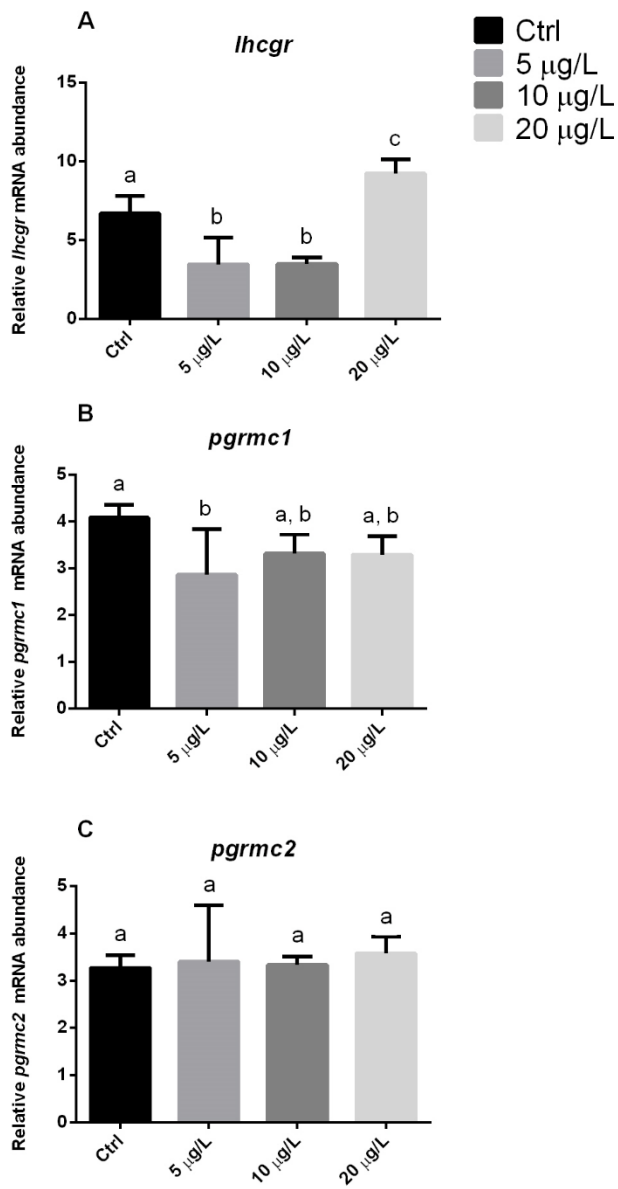 A
lhcgr
Ctrl
5 μg/L
10 μg/L
20 μg/L
Relative lhcgr mRNA abundance
15
10
5
0
a
b
b
c
Ctrl
5 μg/L
10 μg/L
20 μg/L
B
pgrmc1
Relative pgrmc1 mRNA abundance
5
4
3
2
1
0
a
b
a, b
a, b
Ctrl
5 μg/L
10 μg/L
20 μg/L
C
pgrmc2
Relative pgrmc2 mRNA abundance
5
4
3
2
1
0
a
a
a
a
Ctrl
5 μg/L
10 μg/L
20 μg/L